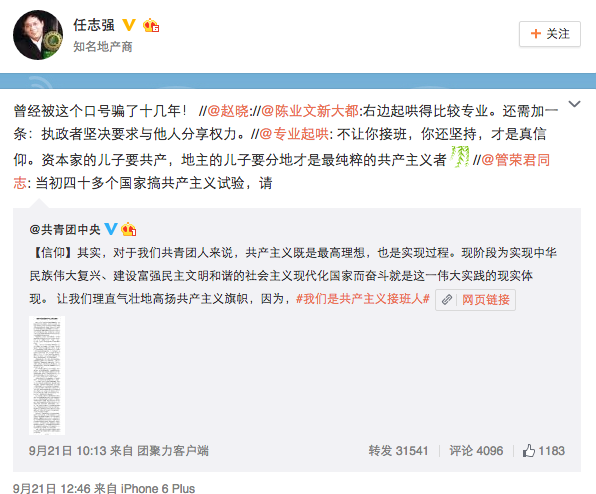 任志强
知名地产商
+ 关注
曾经被这个口号骗了十几年！ //@赵晓://@陈业文新大都:右边起哄得比较专业。还需加一
条：执政者坚决要求与他人分享权力。//@专业起哄: 不让你接班，你还坚持，才是真信
仰。资本家的儿子要共产，地主的儿子要分地才是最纯粹的共产主义者 //@管荣君同
志: 当初四十多个国家搞共产主义试验，请
@共青团中央
【信仰】其实，对于我们共青团人来说，共产主义既是最高理想，也是实现过程。现阶段为实现中华
民族伟大复兴、建设富强民主文明和谐的社会主义现代化国家而奋斗就是这一伟大实践的现实体
现。 让我们理直气壮地高扬共产主义旗帜，因为，#我们是共产主义接班人# 网页链接
9月21日 10:13 来自 团聚力客户端 转发 31541 评论 4096 1183
9月21日 12:46 来自 iPhone 6 Plus